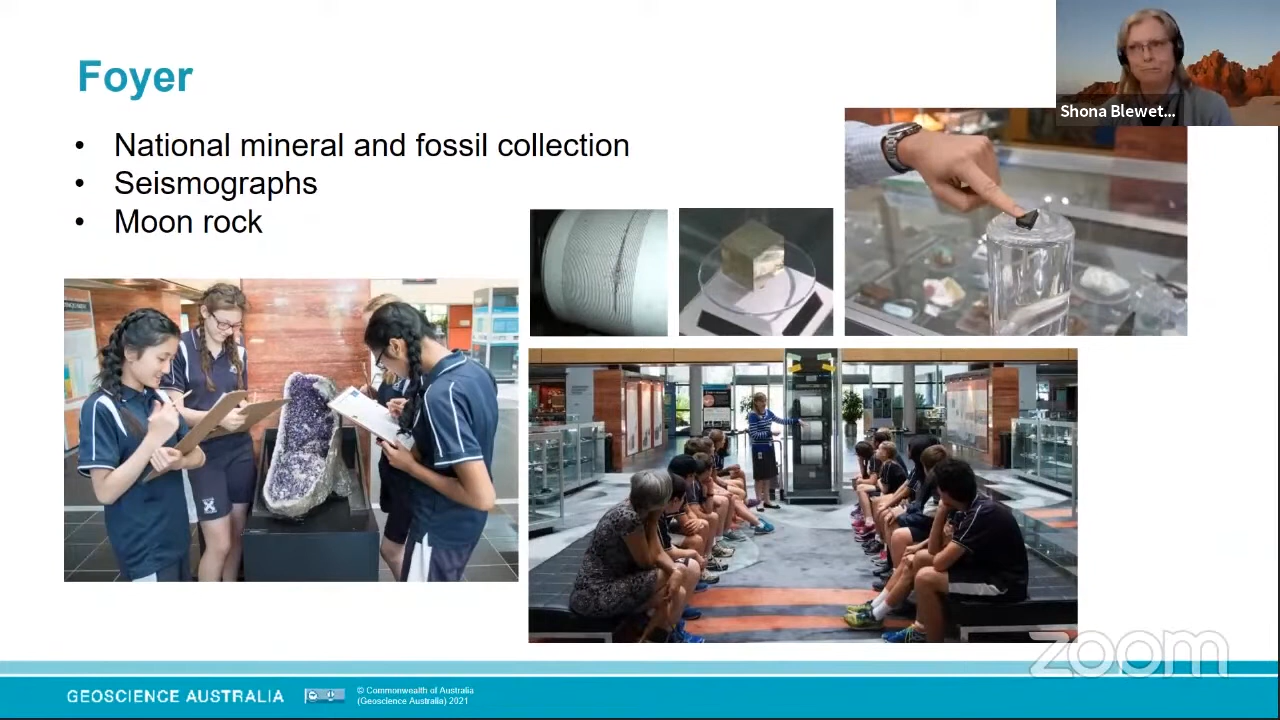 Foyer
Shona Blewet...
• National mineral and fossil collection
• Seismographs
• Moon rock
zoom
GEOSCIENCE AUSTRALIA
© Commonwealth of Australia
(Geoscience Australia) 2021